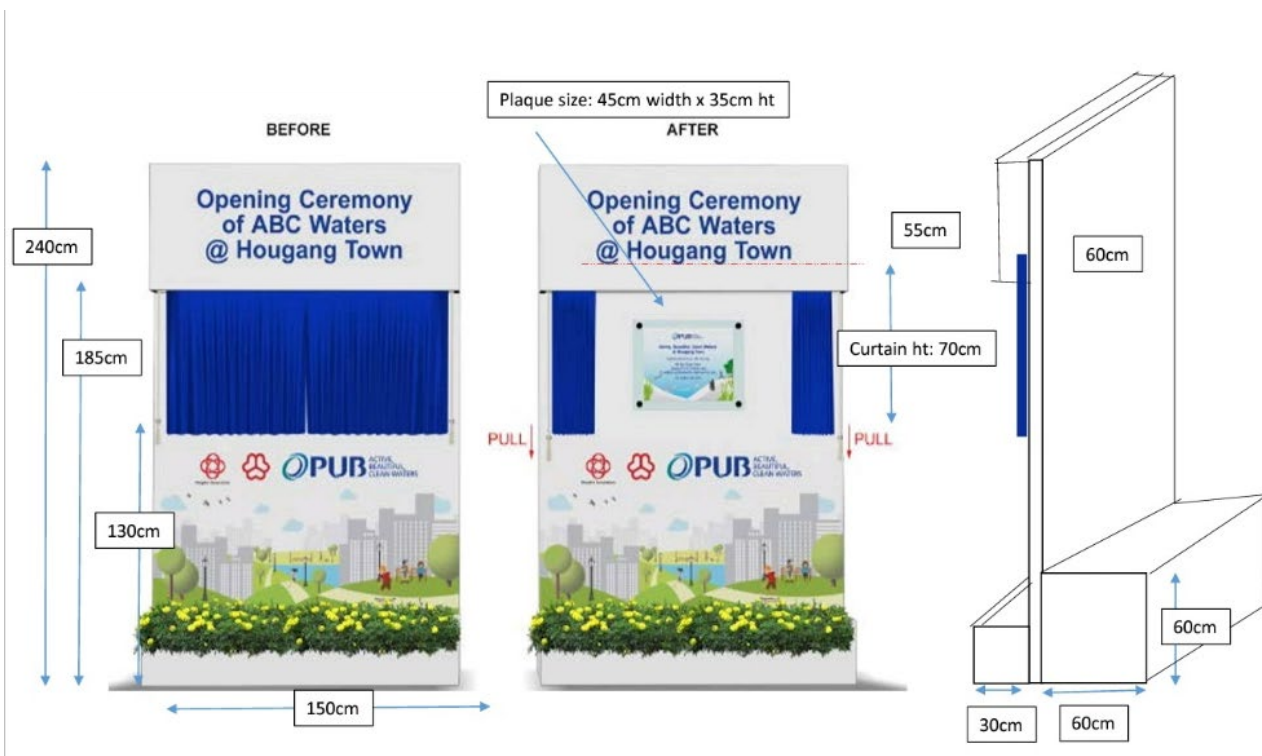 Plaque size: 45cm width x 35cm ht
BEFORE
AFTER
Opening Ceremony
of ABC Waters
@ Hougang Town
Opening Ceremony
of ABC Waters
@ Hougang Town
240cm
185cm
130cm
150cm
55cm
Curtain ht: 70cm
60cm
PUB
PULL
PULL
PUB
ACTIVE,
BEAUTIFUL,
CLEAN WATERS
PUB
ACTIVE,
BEAUTIFUL,
CLEAN WATERS
60cm
30cm
60cm